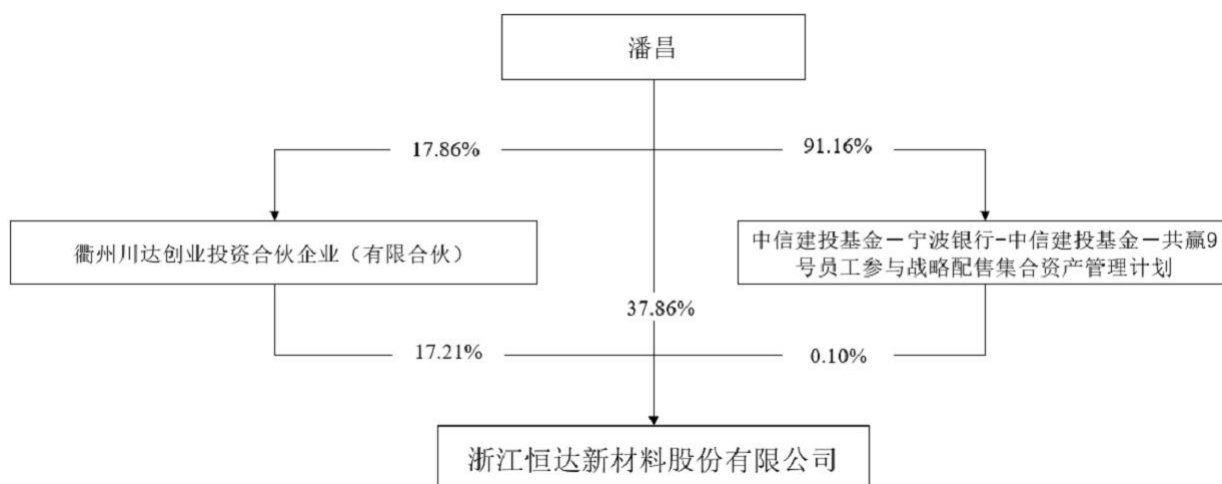 潘昌
17.86%
91.16%
衢州川达创业投资合伙企业（有限合伙）
中信建投基金－宁波银行-中信建投基金－共赢9
号员工参与战略配售集合资产管理计划
37.86%
17.21%
0.10%
浙江恒达新材料股份有限公司